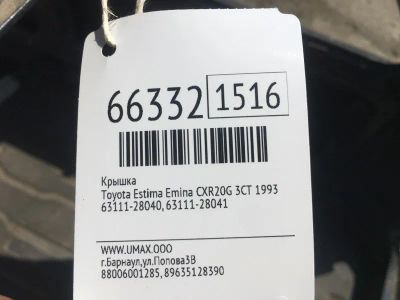 66332 1516
Крышка
Toyota Estima Emina CXR20G 3CT 1993
63111-28040, 63111-28041
WWW.UMAX.OOO
г.Барнаул,ул.Попова3В
88006001285, 89635128390